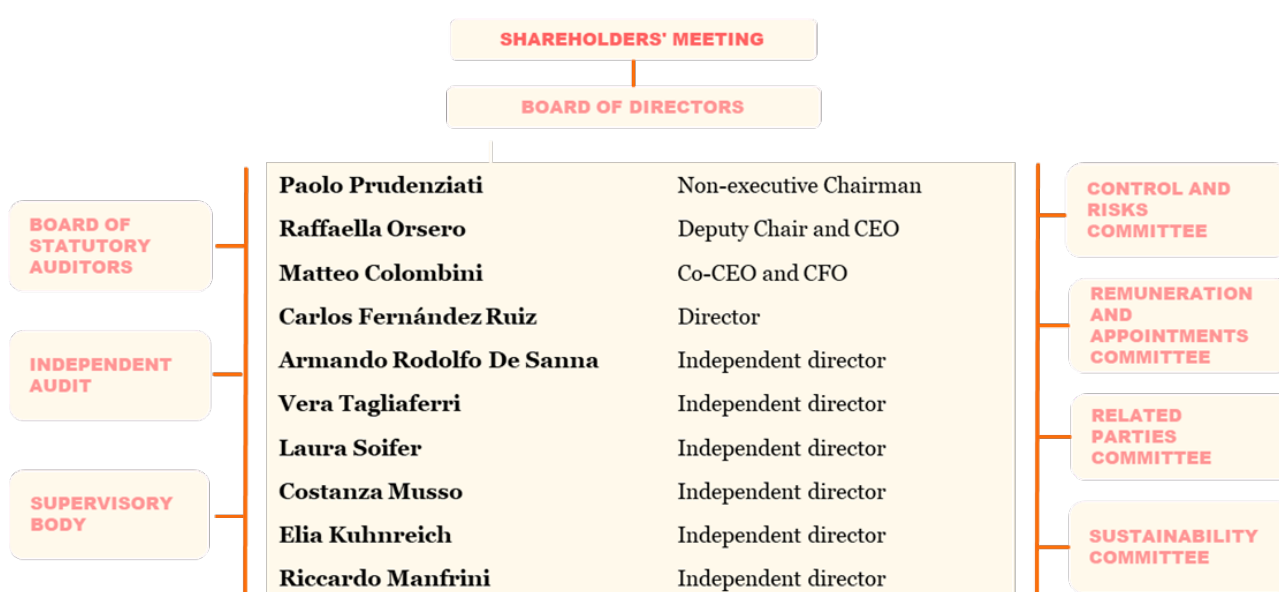 SHAREHOLDERS' MEETING
BOARD OF DIRECTORS
BOARD OF
STATUTORY
AUDITORS
INDEPENDENT
AUDIT
SUPERVISORY
BODY
Paolo Prudenziati Non-executive Chairman
Raffaella Orsero Deputy Chair and CEO
Matteo Colombini Co-CEO and CFO
Carlos Fernández Ruiz Director
Armando Rodolfo De Sanna Independent director
Vera Tagliaferri Independent director
Laura Soifer Independent director
Costanza Musso Independent director
Elia Kuhnreich Independent director
Riccardo Manfrini Independent director
CONTROL AND
RISKS
COMMITTEE
REMUNERATION
AND
APPOINTMENTS
COMMITTEE
RELATED
PARTIES
COMMITTEE
SUSTAINABILITY
COMMITTEE